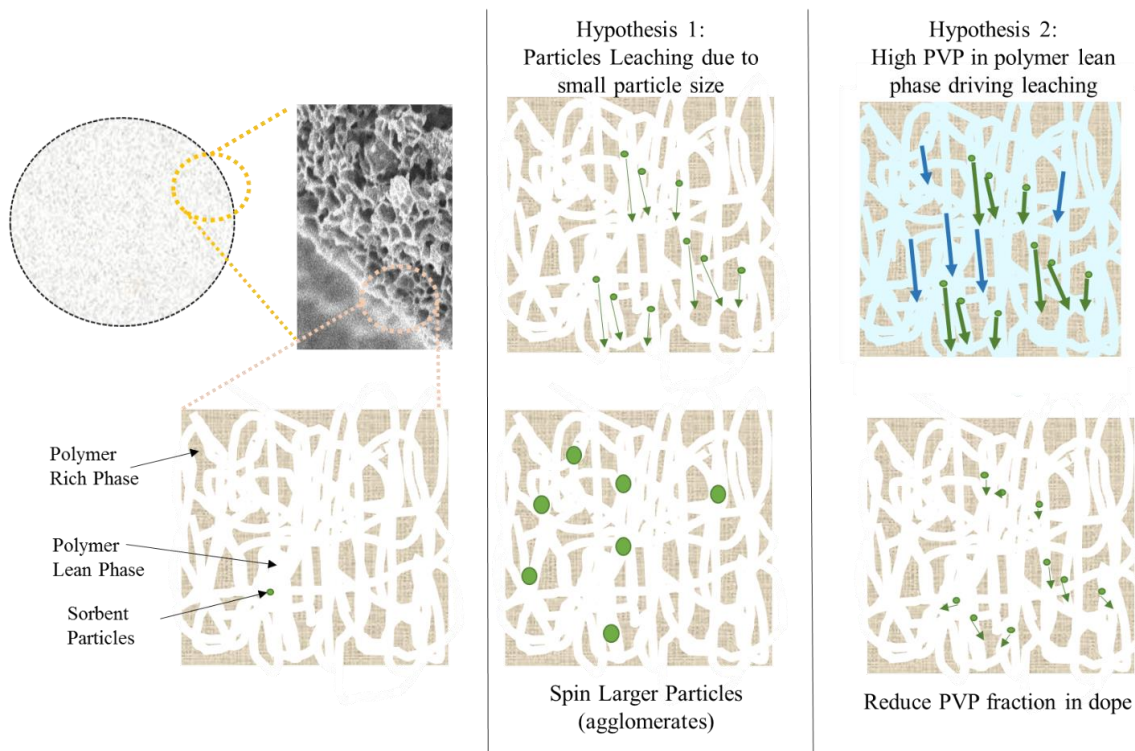 Polymer
Rich Phase
Polymer
Lean Phase
Sorbent
Particles
Hypothesis 1:
Particles Leaching due to
small particle size
Spin Larger Particles
(agglomerates)
Hypothesis 2:
High PVP in polymer lean
phase driving leaching
Reduce PVP fraction in dope